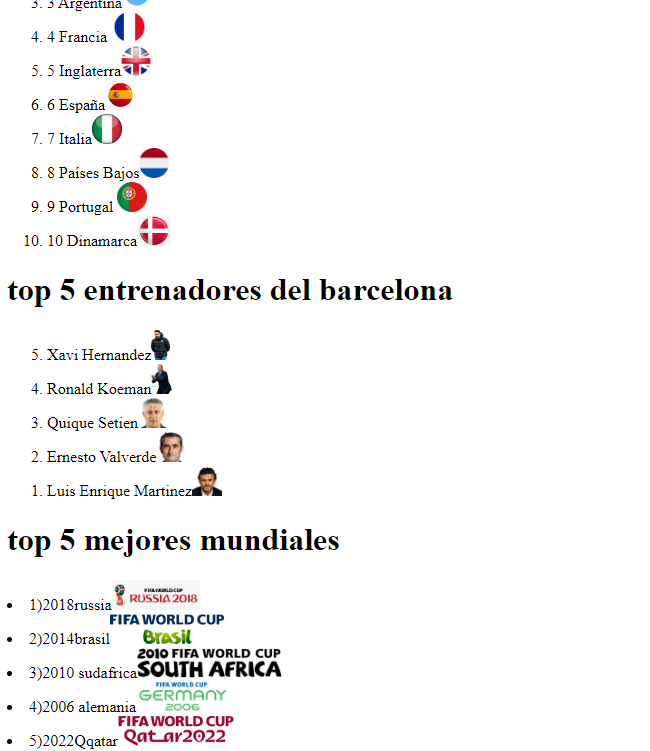 3. 3 Argentina
4. 4 Francia
5. 5 Inglaterra
6. 6 España
7. 7 Italia
8. 8 Países Bajos
9. 9 Portugal
10. 10 Dinamarca
top 5 entrenadores del barcelona
5. Xavi Hernandez
4. Ronald Koeman
3. Quique Setien
2. Ernesto Valverde
1. Luis Enrique Martinez
top 5 mejores mundiales
• 1)2018russia FIFA WORLD CUP RUSSIA 2018
• 2)2014brasil FIFA WORLD CUP Brasil
• 3)2010 sudafrica 2010 FIFA WORLD CUP SOUTH AFRICA
• 4)2006 alemania FIFA WORLD CUP GERMANY 2006
• 5)2022Qqatar FIFA WORLD CUP Qatar2022